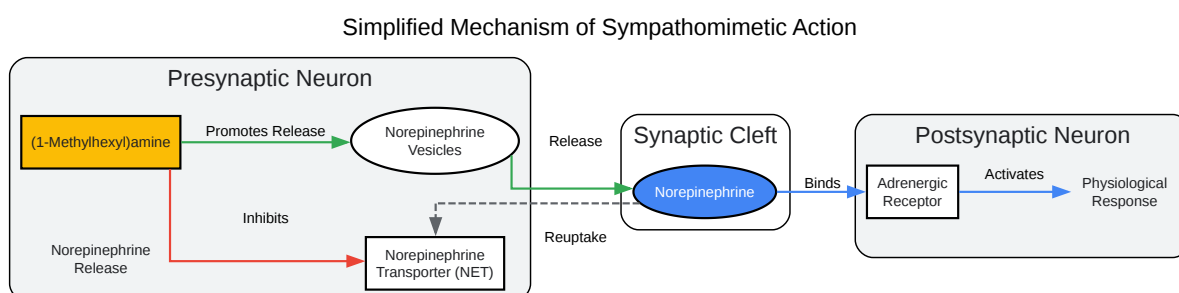 Simplified Mechanism of Sympathomimetic Action
Presynaptic Neuron
(1-Methylhexyl)amine
Promotes Release
Norepinephrine
Vesicles
Inhibits
Norepinephrine
Release
Norepinephrine
Transporter (NET)
Release
Reuptake
Synaptic Cleft
Norepinephrine
Binds
Postsynaptic Neuron
Adrenergic
Receptor
Activates
Physiological
Response